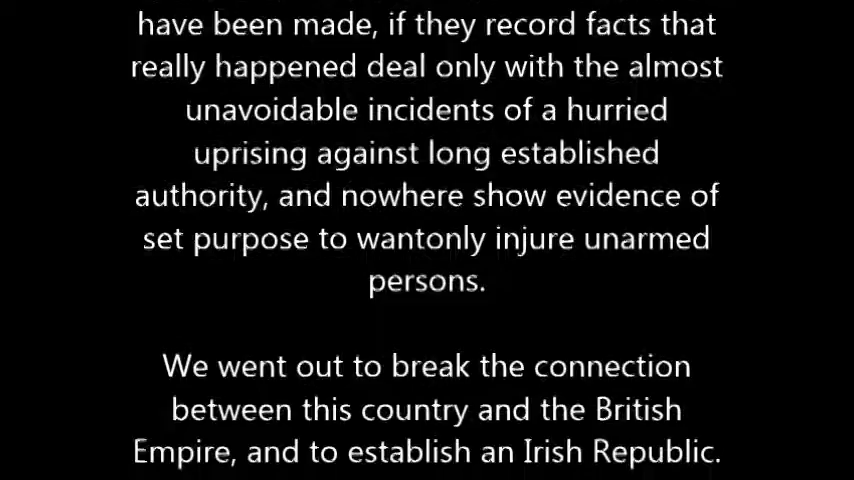 have been made, if they record facts that
really happened deal only with the almost
unavoidable incidents of a hurried
uprising against long established
authority, and nowhere show evidence of
set purpose to wantonly injure unarmed
persons.
We went out to break the connection
between this country and the British
Empire, and to establish an Irish Republic.